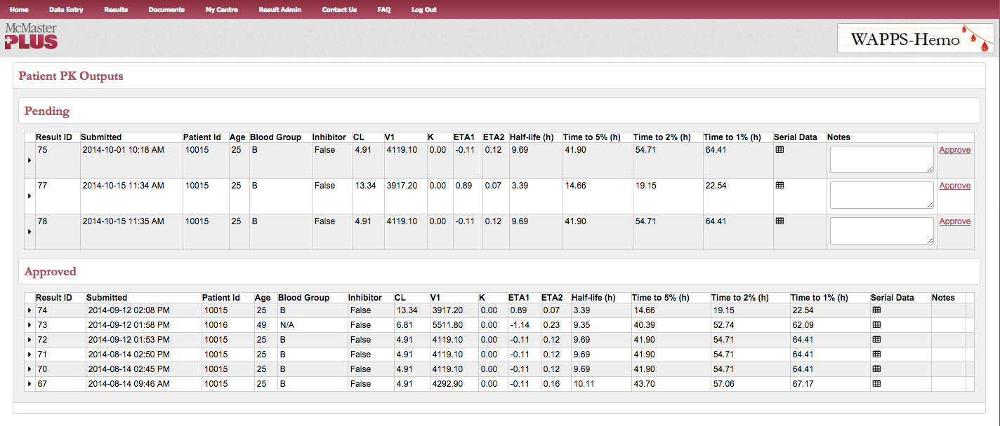 Home Data Entry Results Documents My Centre Result Admin Contact Us FAQ Log Out
McMaster
PLUS
WAPPS-Hemo
Patient PK Outputs
Pending
Result ID Submitted Patient Id Age Blood Group Inhibitor CL V1 K ETA1 ETA2 Half-life (h) Time to 5% (h) Time to 2% (h) Time to 1% (h) Serial Data Notes
75 2014-10-01 10:18 AM 10015 25 B False 4.91 4119.10 0.00 -0.11 0.12 9.69 41.90 54.71 64.41 Approve
77 2014-10-15 11:34 AM 10015 25 B False 13.34 3917.20 0.00 0.89 0.07 3.39 14.66 19.15 22.54 Approve
78 2014-10-15 11:35 AM 10015 25 B False 4.91 4119.10 0.00 -0.11 0.12 9.69 41.90 54.71 64.41 Approve
Approved
Result ID Submitted Patient Id Age Blood Group Inhibitor CL V1 K ETA1 ETA2 Half-life (h) Time to 5% (h) Time to 2% (h) Time to 1% (h) Serial Data Notes
74 2014-09-12 02:08 PM 10015 25 B False 13.34 3917.20 0.00 0.89 0.07 3.39 14.66 19.15 22.54
73 2014-09-12 01:58 PM 10016 49 N/A False 6.81 5511.80 0.00 -1.14 0.23 9.35 40.39 52.74 62.09
72 2014-09-12 01:53 PM 10015 25 B False 4.91 4119.10 0.00 -0.11 0.12 9.69 41.90 54.71 64.41
71 2014-08-14 02:50 PM 10015 25 B False 4.91 4119.10 0.00 -0.11 0.12 9.69 41.90 54.71 64.41
70 2014-08-14 02:45 PM 10015 25 B False 4.91 4119.10 0.00 -0.11 0.12 9.69 41.90 54.71 64.41
67 2014-08-14 09:46 AM 10015 25 B False 4.91 4292.90 0.00 -0.11 0.16 10.11 43.70 57.06 67.17